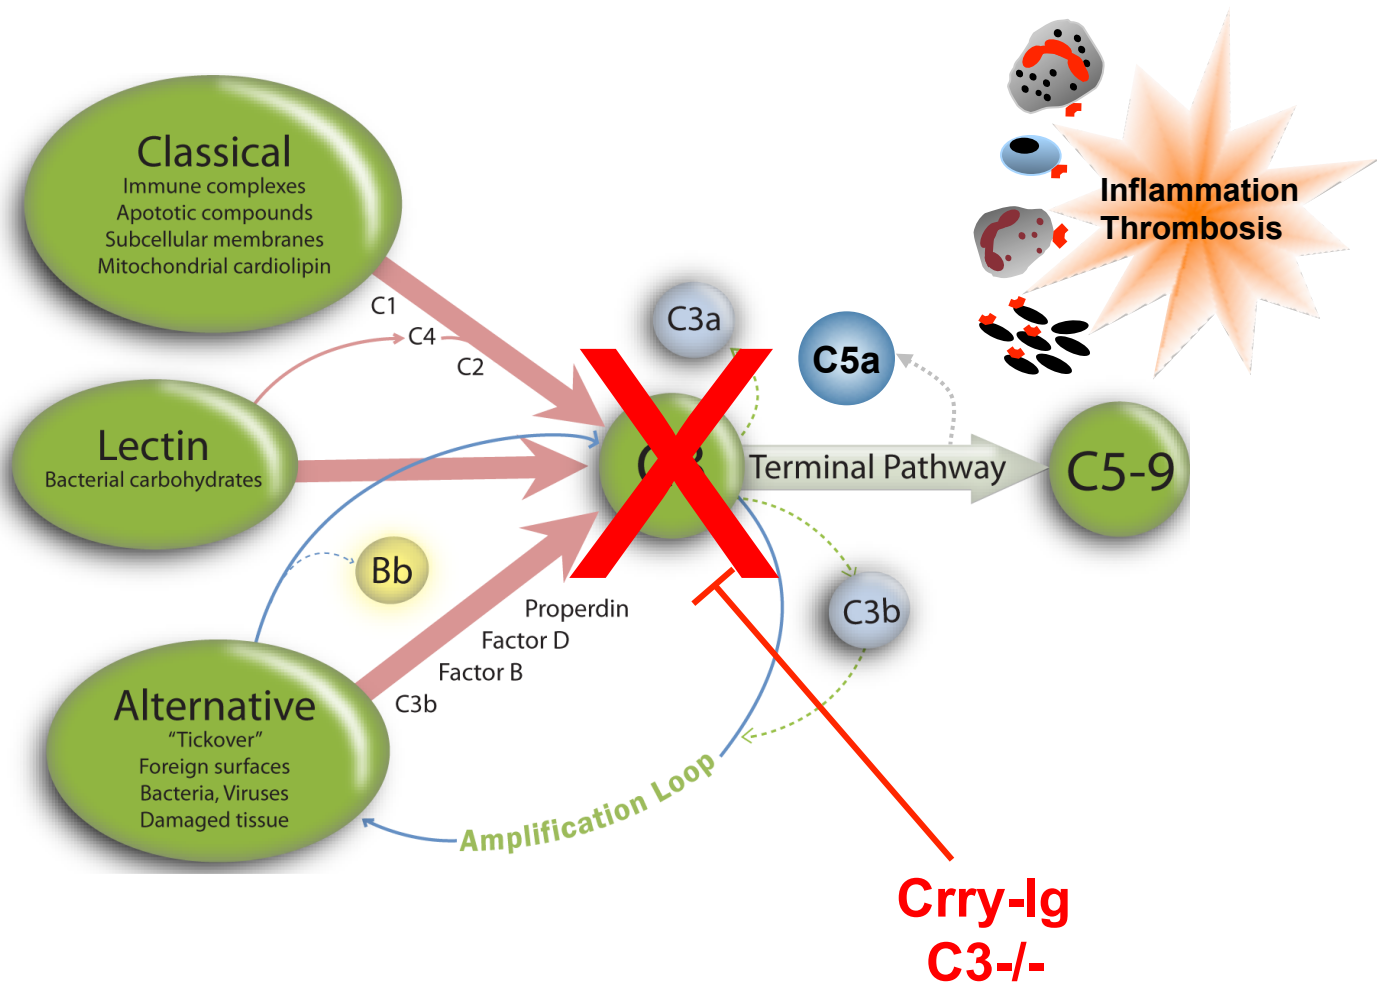 Classical
Immune complexes
Apototic compounds
Subcellular membranes
Mitochondrial cardiolipin
C1
C4
C2
Lectin
Bacterial carbohydrates
Bb
Properdin
Factor D
Factor B
C3b
Alternative
“Tickover”
Foreign surfaces
Bacteria, Viruses
Damaged tissue
Amplification Loop
C3a
C5a
Terminal Pathway
C5-9
C3b
Inflammation
Thrombosis
Crry-Ig
C3-/-